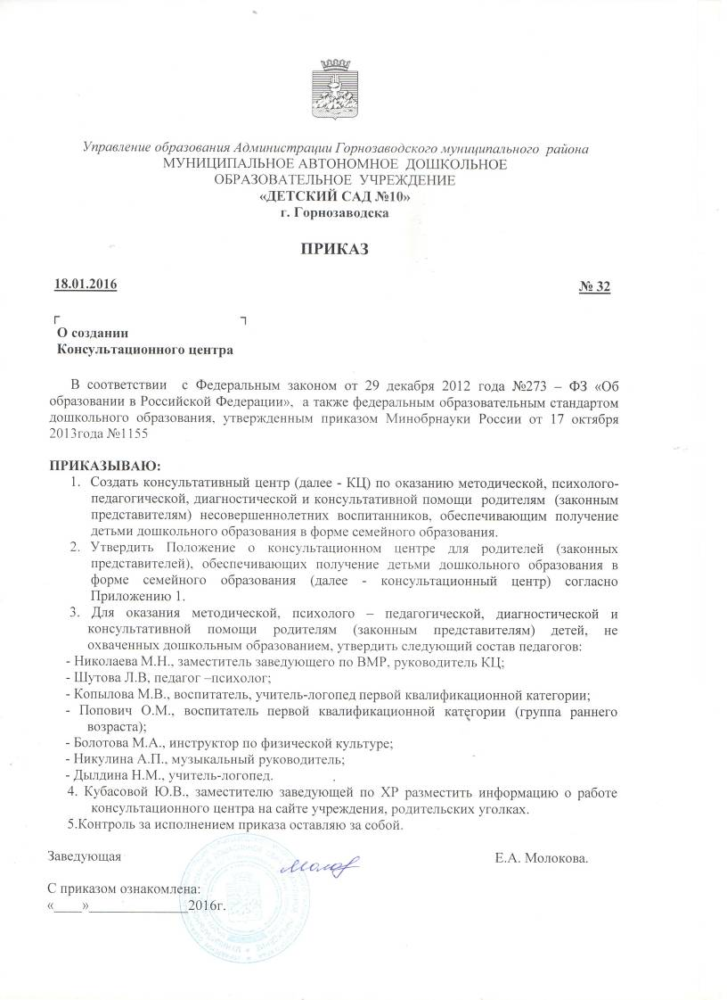 Управление образования Администрации Горнозаводского муниципального района
МУНИЦИПАЛЬНОЕ АВТОНОМНОЕ ДОШКОЛЬНОЕ
ОБРАЗОВАТЕЛЬНОЕ УЧРЕЖДЕНИЕ
«ДЕТСКИЙ САД №10»
г. Горнозаводска
ПРИКАЗ
18.01.2016 № 32
О создании
Консультационного центра
В соответствии с Федеральным законом от 29 декабря 2012 года №273 – ФЗ «Об
образовании в Российской Федерации», а также федеральным образовательным стандартом
дошкольного образования, утвержденным приказом Минобрнауки России от 17 октября
2013года №1155
ПРИКАЗЫВАЮ:
1. Создать консультативный центр (далее - КЦ) по оказанию методической, психолого-
педагогической, диагностической и консультативной помощи родителям (законным
представителям) несовершеннолетних воспитанников, обеспечивающим получение
детьми дошкольного образования в форме семейного образования.
2. Утвердить Положение о консультационном центре для родителей (законных
представителей), обеспечивающих получение детьми дошкольного образования в
форме семейного образования (далее - консультационный центр) согласно
Приложению 1.
3. Для оказания методической, психолого – педагогической, диагностической и
консультативной помощи родителям (законным представителям) детей, не
охваченных дошкольным образованием, утвердить следующий состав педагогов:
- Николаева М.Н., заместитель заведующего по ВМР, руководитель КЦ;
- Шутова Л.В, педагог –психолог;
- Копылова М.В., воспитатель, учитель-логопед первой квалификационной категории;
- Попович О.М., воспитатель первой квалификационной категории (группа раннего
возраста);
- Болотова М.А., инструктор по физической культуре;
- Никулина А.П., музыкальный руководитель;
- Дылдина Н.М., учитель-логопед.
4. Кубасовой Ю.В., заместителю заведующей по ХР разместить информацию о работе
консультационного центра на сайте учреждения, родительских уголках.
5.Контроль за исполнением приказа оставляю за собой.
Заведующая Е.А. Молокова.
С приказом ознакомлена:
«____»______________2016г.